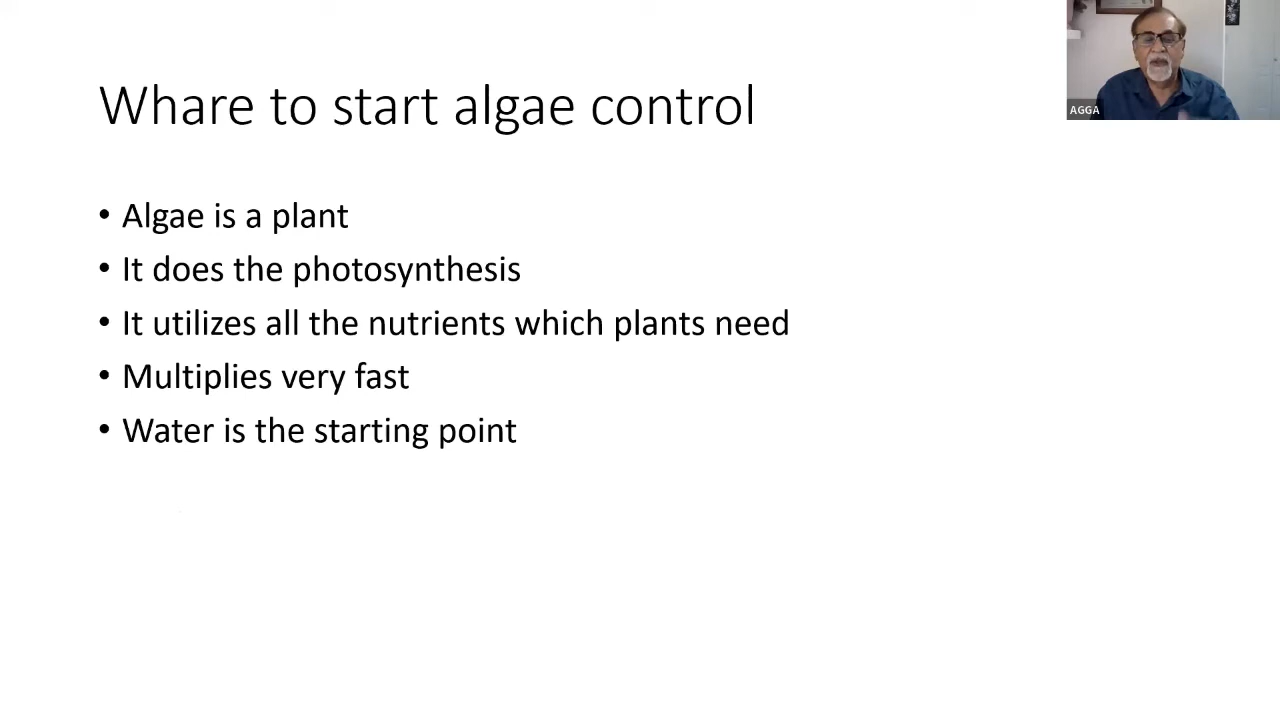 Whare to start algae control
• Algae is a plant
• It does the photosynthesis
• It utilizes all the nutrients which plants need
• Multiplies very fast
• Water is the starting point
AGGA